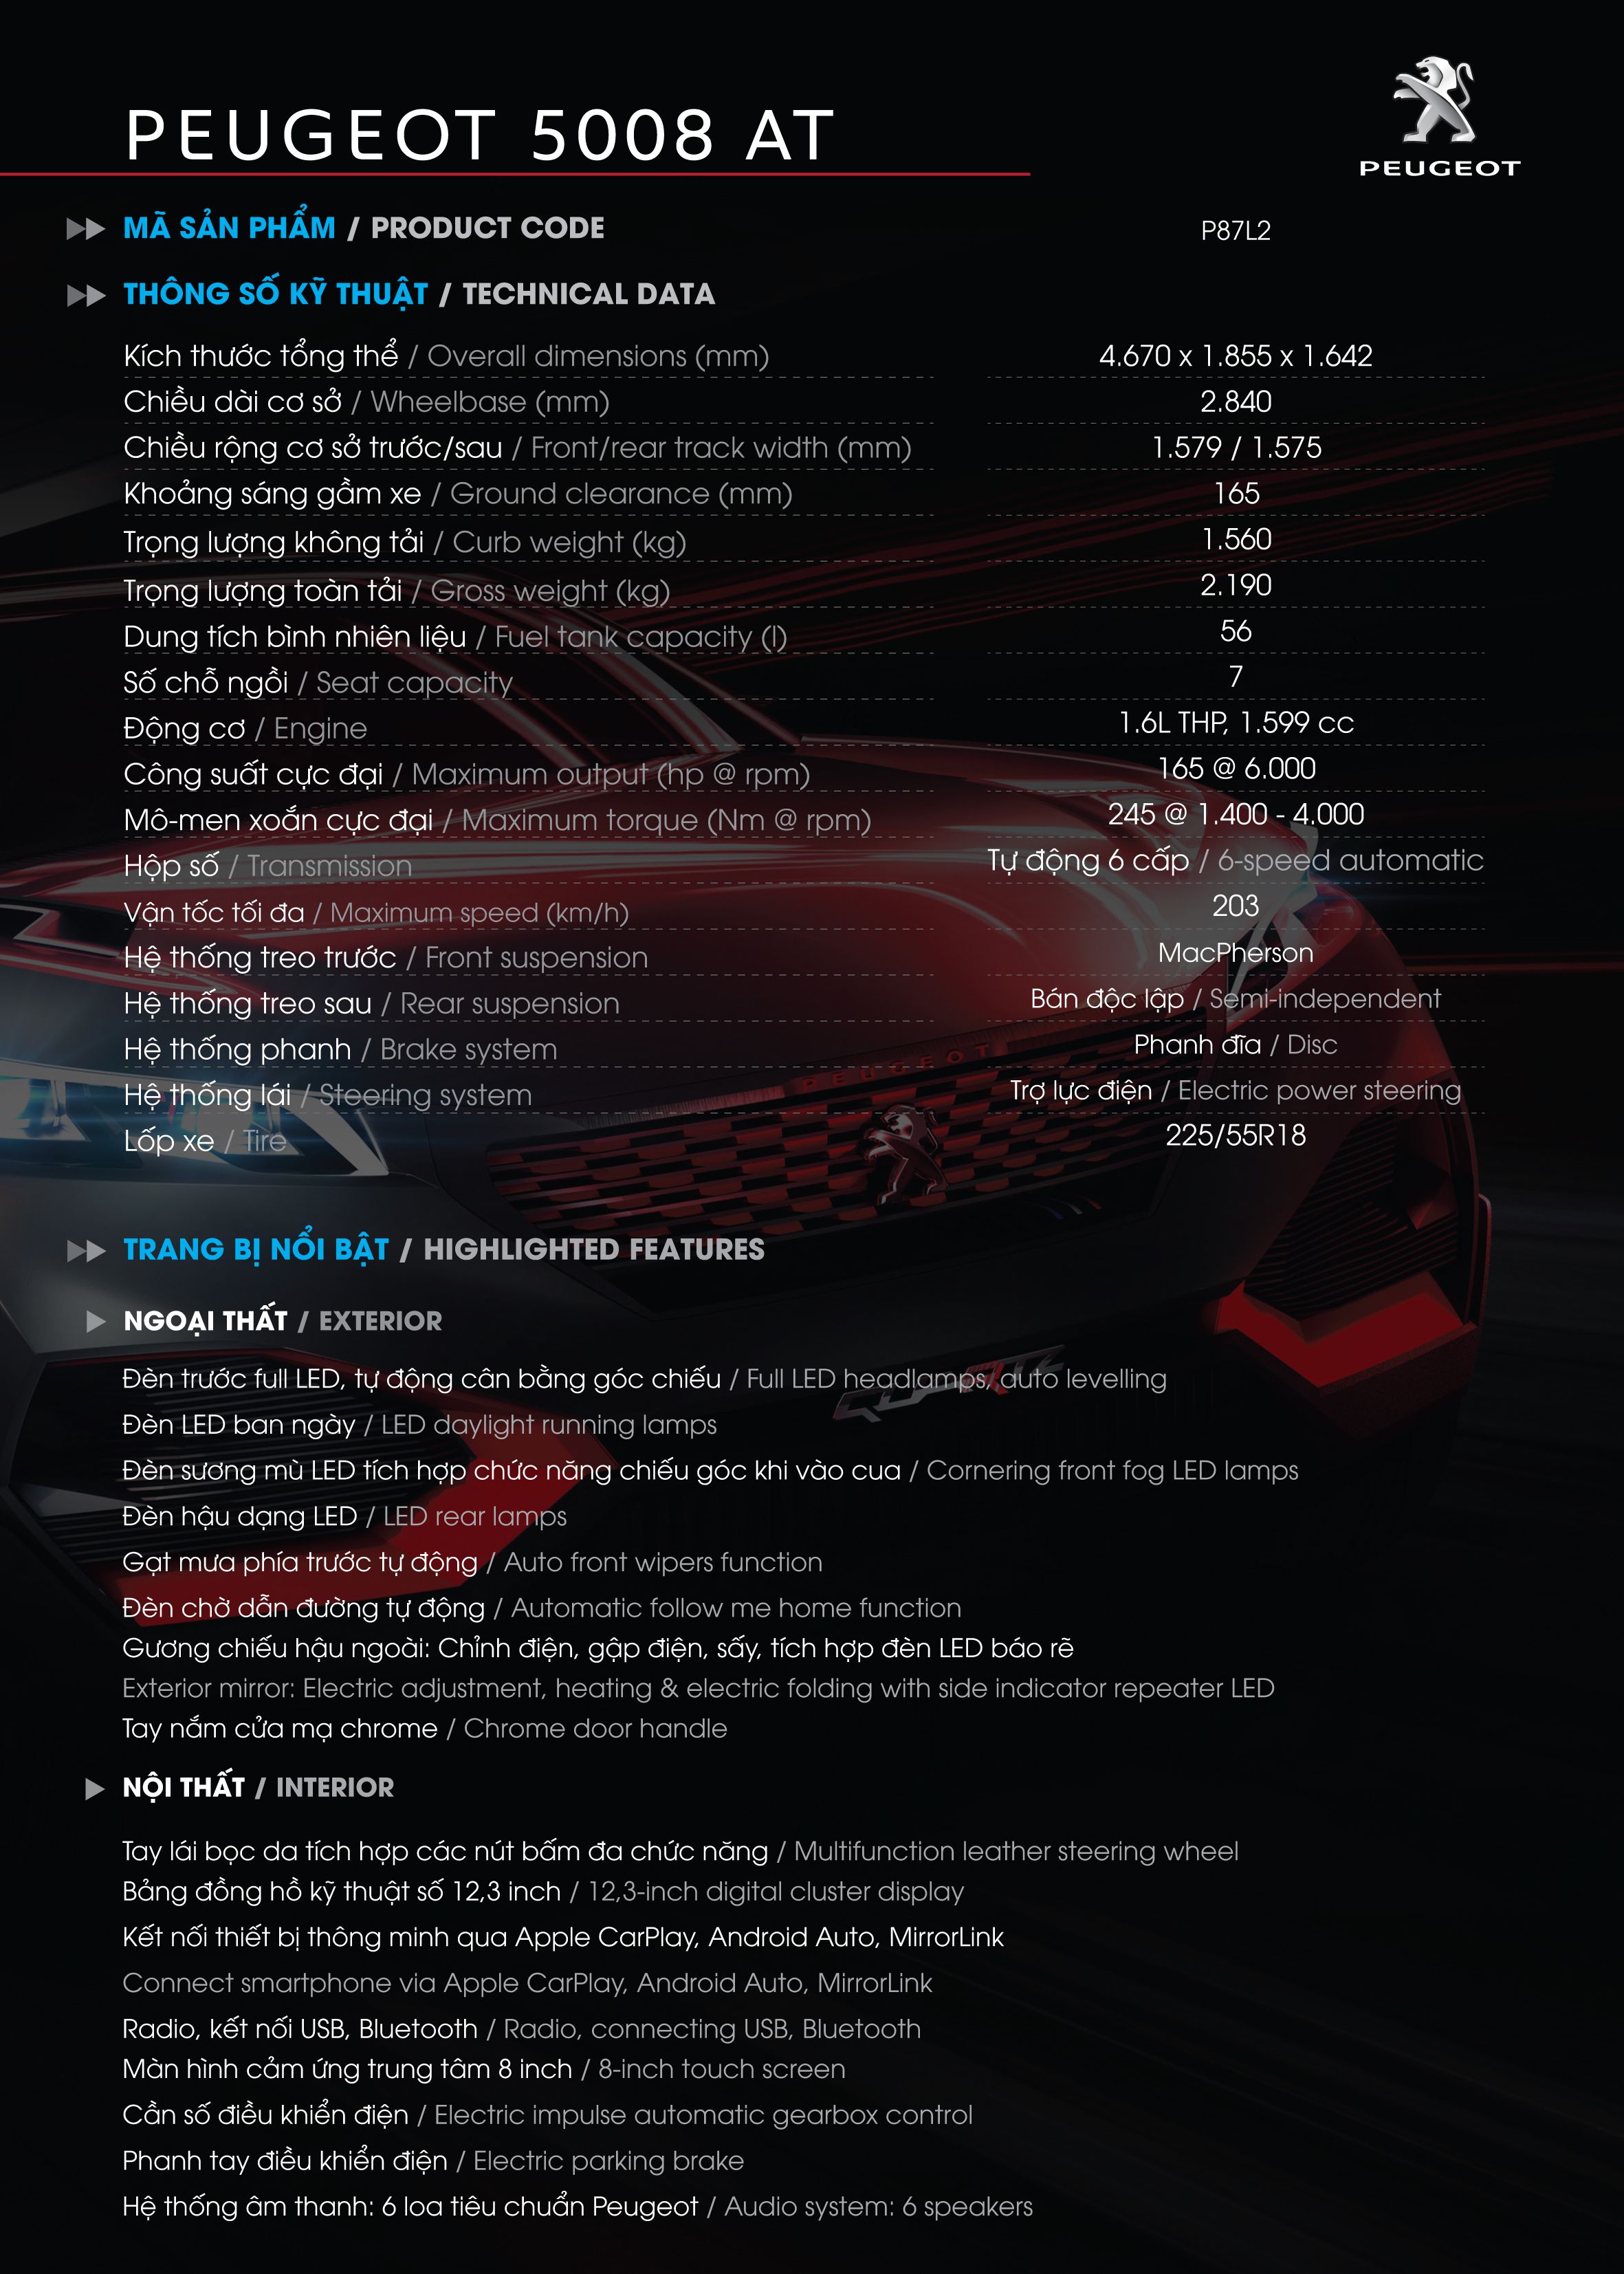 PEUGEOT 5008 AT
PEUGEOT
MÃ SẢN PHẨM / PRODUCT CODE P87L2
THÔNG SỐ KỸ THUẬT / TECHNICAL DATA
Kích thước tổng thể / Overall dimensions (mm) 4.670 x 1.855 x 1.642
Chiều dài cơ sở / Wheelbase (mm) 2.840
Chiều rộng cơ sở trước/sau / Front/rear track width (mm) 1.579 / 1.575
Khoảng sáng gầm xe / Ground clearance (mm) 165
Trọng lượng không tải / Curb weight (kg) 1.560
Trọng lượng toàn tải / Gross weight (kg) 2.190
Dung tích bình nhiên liệu / Fuel tank capacity (l) 56
Số chỗ ngồi / Seat capacity 7
Động cơ / Engine 1.6L THP, 1.599 cc
Công suất cực đại / Maximum output (hp @ rpm) 165 @ 6.000
Mô-men xoắn cực đại / Maximum torque (Nm @ rpm) 245 @ 1.400 - 4.000
Hộp số / Transmission Tự động 6 cấp / 6-speed automatic
Vận tốc tối đa / Maximum speed (km/h) 203
Hệ thống treo trước / Front suspension MacPherson
Hệ thống treo sau / Rear suspension Bán độc lập / Semi-independent
Hệ thống phanh / Brake system Phanh đĩa / Disc
PEUGEOT
Hệ thống lái / Steering system Trợ lực điện / Electric power steering
Lốp xe / Tire 225/55R18
TRANG BỊ NỔI BẬT / HIGHLIGHTED FEATURES
NGOẠI THẤT / EXTERIOR
Đèn trước full LED, tự động cân bằng góc chiếu / Full LED headlamps, auto levelling
QUARTZ
Đèn LED ban ngày / LED daylight running lamps
Đèn sương mù LED tích hợp chức năng chiếu góc khi vào cua / Cornering front fog LED lamps
Đèn hậu dạng LED / LED rear lamps
Gạt mưa phía trước tự động / Auto front wipers function
Đèn chờ dẫn đường tự động / Automatic follow me home function
Gương chiếu hậu ngoài: Chỉnh điện, gập điện, sấy, tích hợp đèn LED báo rẽ
Exterior mirror: Electric adjustment, heating & electric folding with side indicator repeater LED
Tay nắm cửa mạ chrome / Chrome door handle
NỘI THẤT / INTERIOR
Tay lái bọc da tích hợp các nút bấm đa chức năng / Multifunction leather steering wheel
Bảng đồng hồ kỹ thuật số 12,3 inch / 12,3-inch digital cluster display
Kết nối thiết bị thông minh qua Apple CarPlay, Android Auto, MirrorLink
Connect smartphone via Apple CarPlay, Android Auto, MirrorLink
Radio, kết nối USB, Bluetooth / Radio, connecting USB, Bluetooth
Màn hình cảm ứng trung tâm 8 inch / 8-inch touch screen
Cần số điều khiển điện / Electric impulse automatic gearbox control
Phanh tay điều khiển điện / Electric parking brake
Hệ thống âm thanh: 6 loa tiêu chuẩn Peugeot / Audio system: 6 speakers